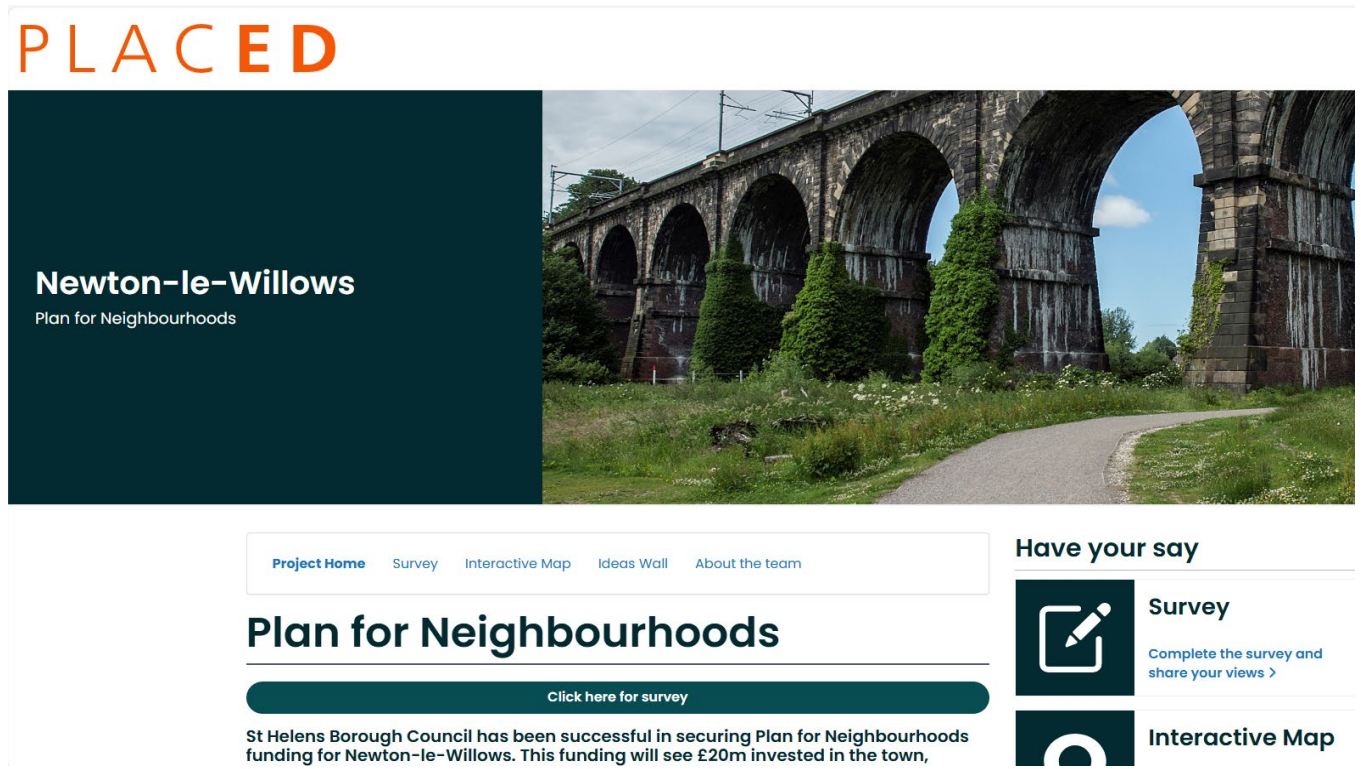 PLACED
Newton-le-Willows
Plan for Neighbourhoods
Project Home Survey Interactive Map Ideas Wall About the team
Plan for Neighbourhoods
Click here for survey
St Helens Borough Council has been successful in securing Plan for Neighbourhoods
funding for Newton-le-Willows. This funding will see £20m invested in the town,
Have your say
Survey
Complete the survey and
share your views >
Interactive Map